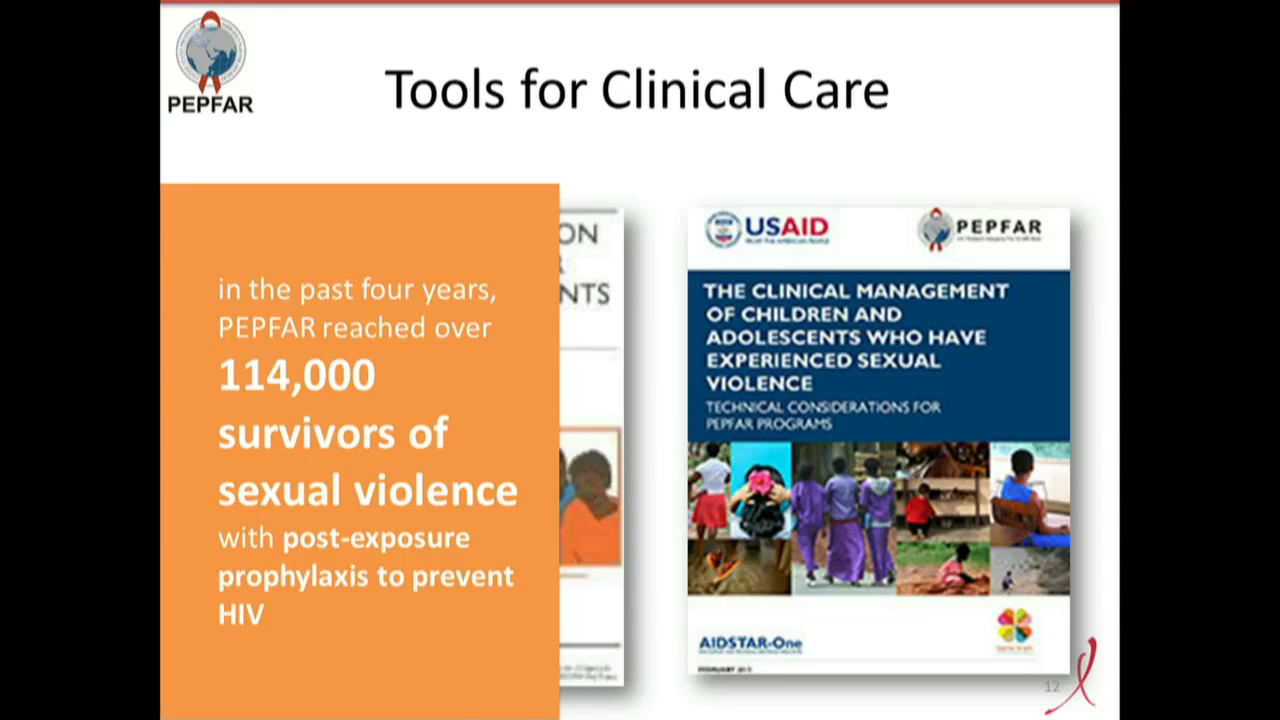 PEPFAR
Tools for Clinical Care
in the past four years,
PEPFAR reached over
114,000
survivors of
sexual violence
with post-exposure
prophylaxis to prevent
HIV
ON
NTS
USAID
PEPFAR
THE CLINICAL MANAGEMENT
OF CHILDREN AND
ADOLESCENTS WHO HAVE
EXPERIENCED SEXUAL
VIOLENCE
TECHNICAL CONSIDERATIONS FOR
PEPFAR PROGRAMS
AIDSTAR-One
12